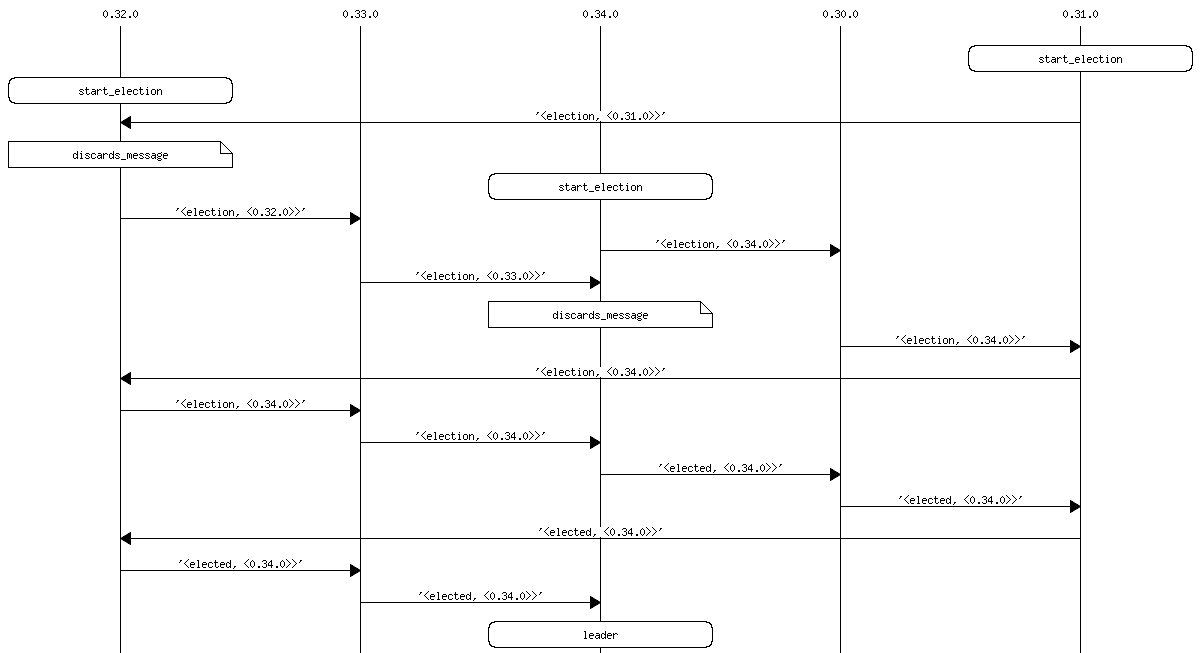 0.32.0 0.33.0 0.34.0 0.30.0 0.31.0
start_election
start_election
'<election, <0.31.0>>'
discards_message
start_election
'<election, <0.32.0>>'
'<election, <0.34.0>>'
'<election, <0.33.0>>'
discards_message
'<election, <0.34.0>>'
'<election, <0.34.0>>'
'<election, <0.34.0>>'
'<election, <0.34.0>>'
'<elected, <0.34.0>>'
'<elected, <0.34.0>>'
'<elected, <0.34.0>>'
'<elected, <0.34.0>>'
'<elected, <0.34.0>>'
leader